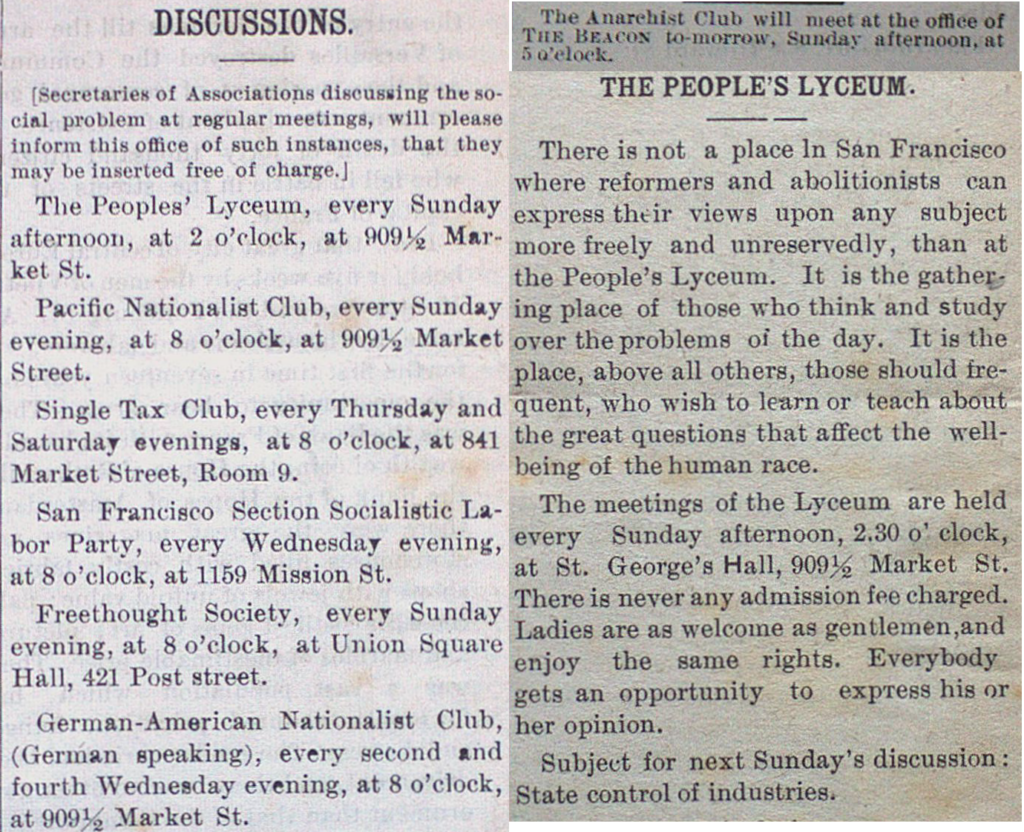 DISCUSSIONS.
[Secretaries of Associations discussing the so-
cial problem at regular meetings, will please
inform this office of such instances, that they
may be inserted free of charge.]
The Peoples' Lyceum, every Sunday
afternoon, at 2 o'clock, at 909½ Mar-
ket St.
Pacific Nationalist Club, every Sunday
evening, at 8 o'clock, at 909½ Market
Street.
Single Tax Club, every Thursday and
Saturday evenings, at 8 o'clock, at 841
Market Street, Room 9.
San Francisco Section Socialistic La-
bor Party, every Wednesday evening,
at 8 o'clock, at 1159 Mission St.
Freethought Society, every Sunday
evening, at 8 o'clock, at Union Square
Hall, 421 Post street.
German-American Nationalist Club,
(German speaking), every second and
fourth Wednesday evening, at 8 o'clock,
at 909½ Market St.
The Anarchist Club will meet at the office of
THE BEACON to-morrow, Sunday afternoon, at
5 o'clock.
THE PEOPLE'S LYCEUM.
There is not a place in San Francisco
where reformers and abolitionists can
express their views upon any subject
more freely and unreservedly, than at
the People's Lyceum. It is the gather-
ing place of those who think and study
over the problems of the day. It is the
place, above all others, those should fre-
quent, who wish to learn or teach about
the great questions that affect the well-
being of the human race.
The meetings of the Lyceum are held
every Sunday afternoon, 2.30 o' clock,
at St. George's Hall, 909½ Market St.
There is never any admission fee charged.
Ladies are as welcome as gentlemen, and
enjoy the same rights. Everybody
gets an opportunity to express his or
her opinion.
Subject for next Sunday's discussion:
State control of industries.